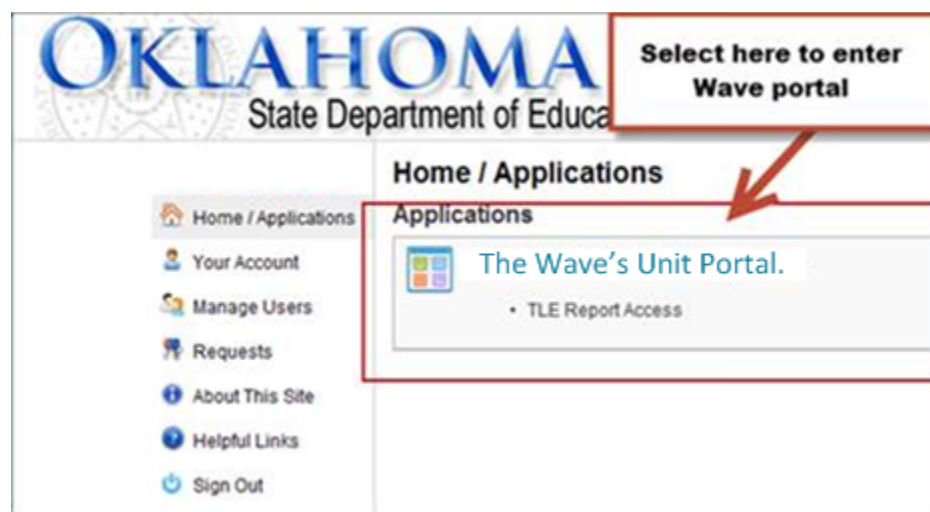 OKLAHOMA
State Department of Educa
Select here to enter
Wave portal
Home / Applications
Your Account
Manage Users
Requests
About This Site
Helpful Links
Sign Out
Home / Applications
Applications
The Wave's Unit Portal.
• TLE Report Access